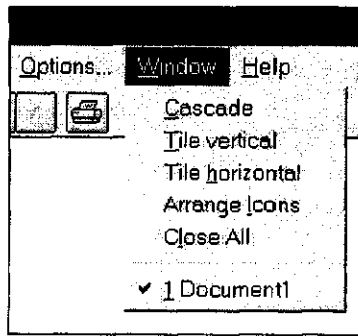 Options... Window Help
Cascade
Tile vertical
Tile horizontal
Arrange Icons
Close All
✔ 1 Document1